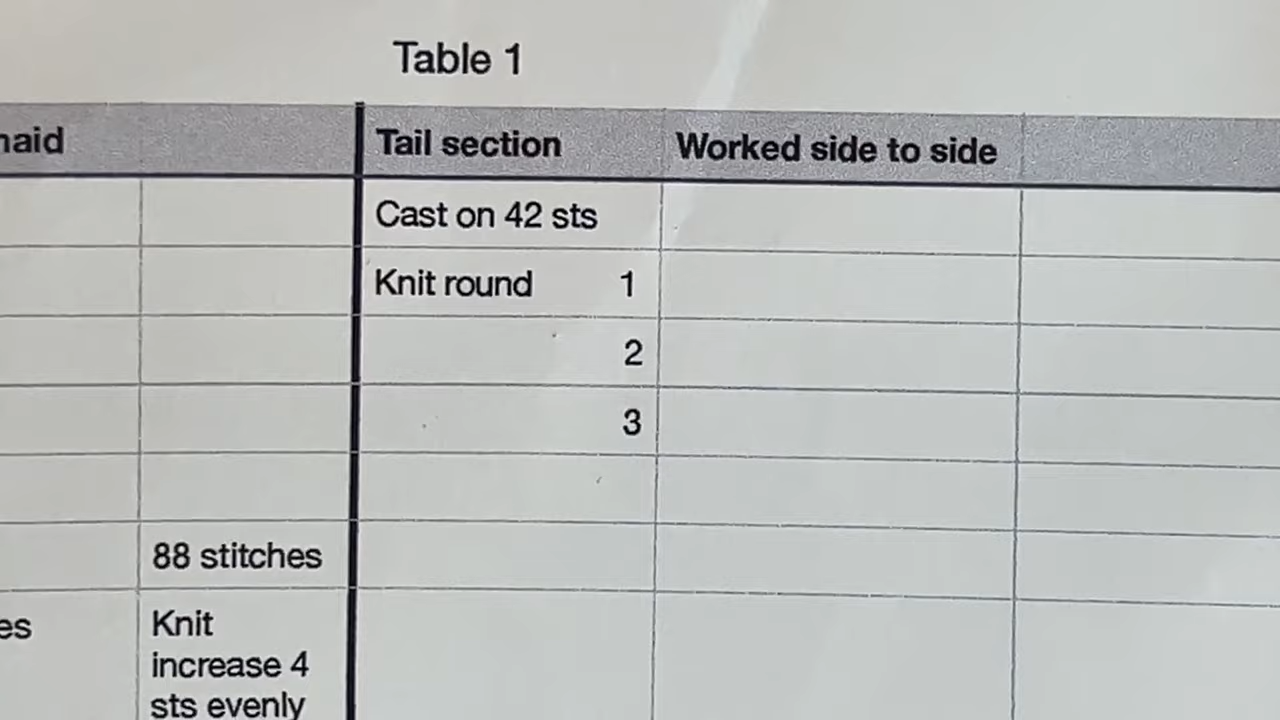 Table 1
Tail section Worked side to side
Cast on 42 sts
Knit round 1
2
3
88 stitches
Knit
increase 4
sts evenly